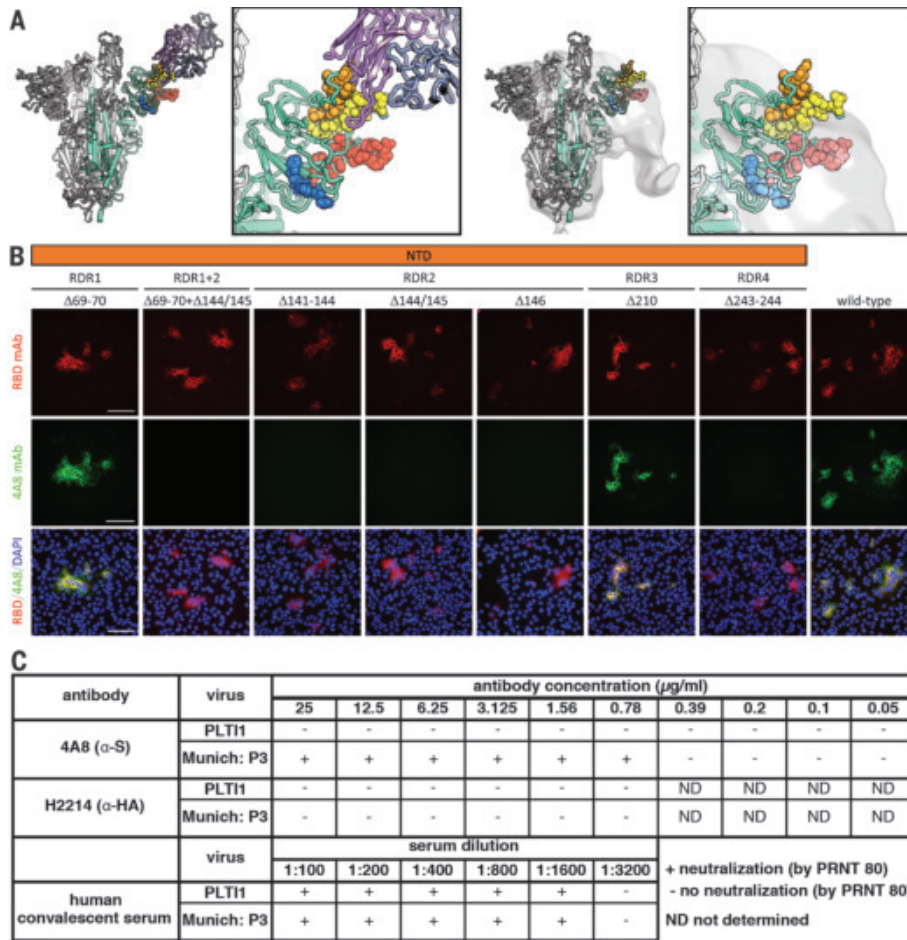 A
B
NTD
RDR1 RDR1+2 RDR2 RDR3 RDR4
Δ69-70 Δ69-70+Δ144/145 Δ141-144 Δ144/145 Δ146 Δ210 Δ243-244 wild-type
RBD mAb
4A8 mAb
RBD/4A8/DAPI
C
antibody virus antibody concentration (µg/ml)
25 12.5 6.25 3.125 1.56 0.78 0.39 0.2 0.1 0.05
4A8 (α-S) PLTI1 - - - - - - - - - -
Munich: P3 + + + + + + - - - -
H2214 (α-HA) PLTI1 - - - - - - ND ND ND ND
Munich: P3 - - - - - - ND ND ND ND
virus serum dilution
1:100 1:200 1:400 1:800 1:1600 1:3200
human convalescent serum PLTI1 + + + + + -
Munich: P3 + + + + + -
+ neutralization (by PRNT 80)
- no neutralization (by PRNT 80)
ND not determined